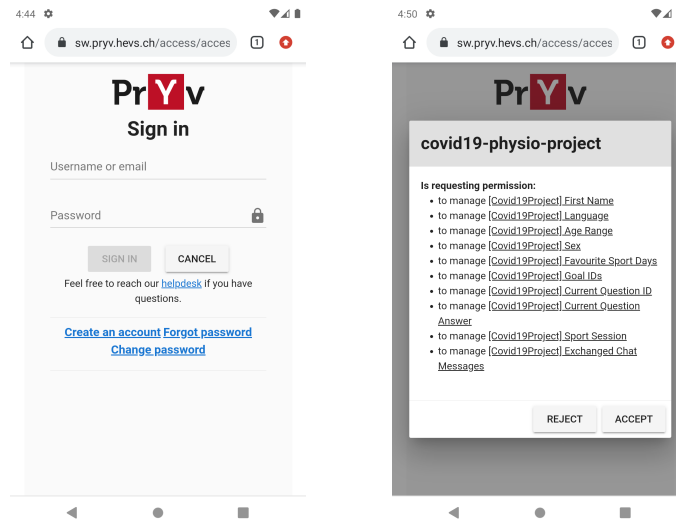 4:44
sw.pryv.hevs.ch/access/acces
1
PrYv
Sign in
Username or email
Password
SIGN IN
CANCEL
Feel free to reach our helpdesk if you have
questions.
Create an account Forgot password
Change password
4:50
sw.pryv.hevs.ch/access/acces
1
PrYv
covid19-physio-project
Is requesting permission:
• to manage [Covid19Project] First Name
• to manage [Covid19Project] Language
• to manage [Covid19Project] Age Range
• to manage [Covid19Project] Sex
• to manage [Covid19Project] Favourite Sport Days
• to manage [Covid19Project] Goal IDs
• to manage [Covid19Project] Current Question ID
• to manage [Covid19Project] Current Question
Answer
• to manage [Covid19Project] Sport Session
• to manage [Covid19Project] Exchanged Chat
Messages
REJECT
ACCEPT